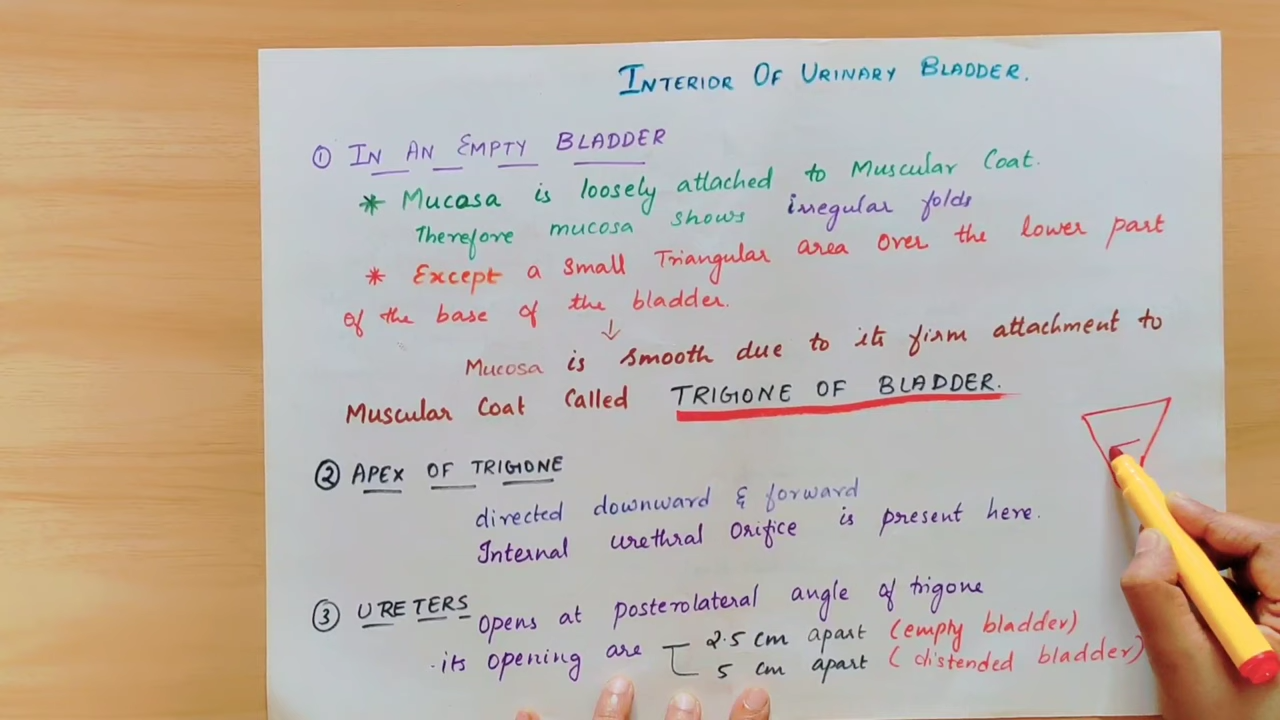 INTERIOR OF URINARY BLADDER.
① IN AN EMPTY BLADDER
* Mucosa is loosely attached to Muscular Coat.
Therefore mucosa shows irregular folds
* Except a small Triangular area over the lower part
of the base of the bladder.
↓
Mucosa is smooth due to its firm attachment to
Muscular Coat Called TRIGONE OF BLADDER.
② APEX OF TRIGONE
directed downward & forward
Internal urethral Orifice is present here.
③ URETERS
Opens at posterolateral angle of trigone
its opening are 2.5 cm apart (empty bladder)
5 cm apart (distended bladder)